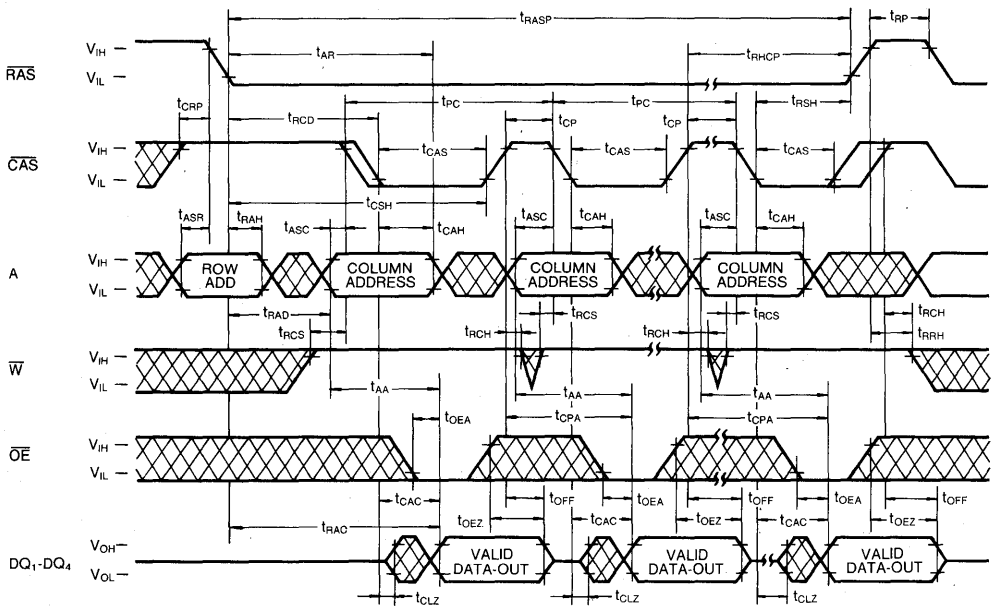 tRASP tRP
VIH tAR tRHCP
RAS
VIL
tCRP tPC tPC
tRCD tCP tCP tRSH
VIH tCAS tCAS tCAS
CAS
VIL
tCSH
tASR tRAH tASC tCAH tASC tCAH tASC tCAH
VIH ROW COLUMN COLUMN COLUMN
A
VIL ADD ADDRESS ADDRESS ADDRESS
tRAD tRCS tRCS tRCH
tRCS tRCH tRCH tRRH
VIH
W
VIL tAA tAA tAA
tOEA tCPA tCPA
VIH
OE
VIL
tCAC tOFF tOEA tOFF tOEA tOFF
tRAC tOEZ tCAC tOEZ tCAC tOEZ
VOH VALID VALID VALID
DQ1-DQ4
VOL DATA-OUT DATA-OUT DATA-OUT
tCLZ tCLZ tCLZ